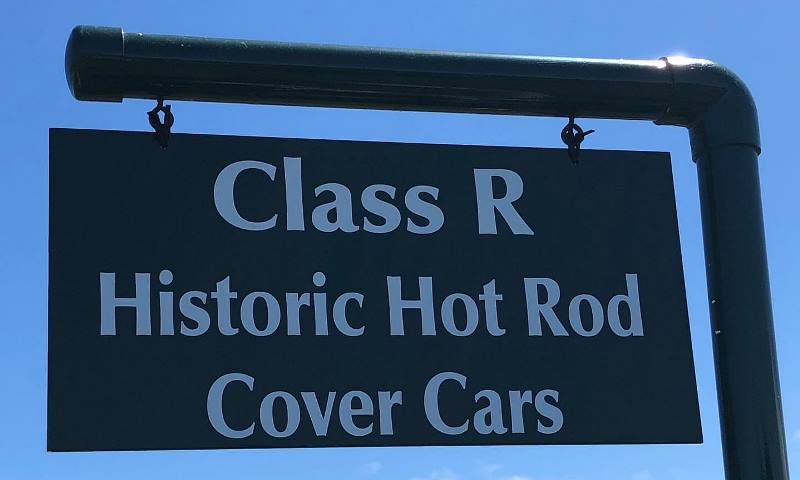 Class R
Historic Hot Rod
Cover Cars